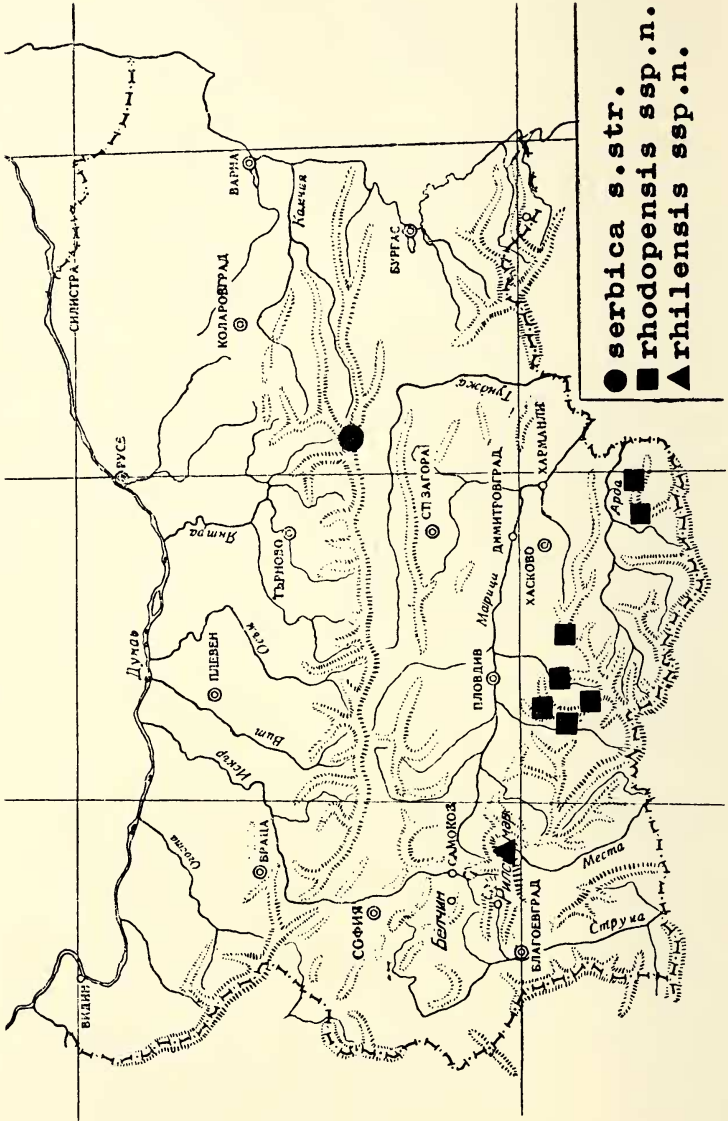 ВИДИН
СИЛИСТРА
РУСЕ
Дунав
Огоста
Искър
Вит
Осъм
Янтра
ПЛЕВЕН
ВРАЦА
ТЪРНОВО
КОЛАРОВГРАД
ВАРНА
Камчия
СОФИЯ
БУРГАС
СТ. ЗАГОРА
Тунджа
САМОКОВ
Белчин
ПЛОВДИВ
Марица
ДИМИТРОВГРАД
ХАРМАНЛИ
ХАСКОВО
БЛАГОЕВГРАД
Места
Струма
Арда
serbica s.str.
rhodopensis ssp.n.
rhilensis ssp.n.